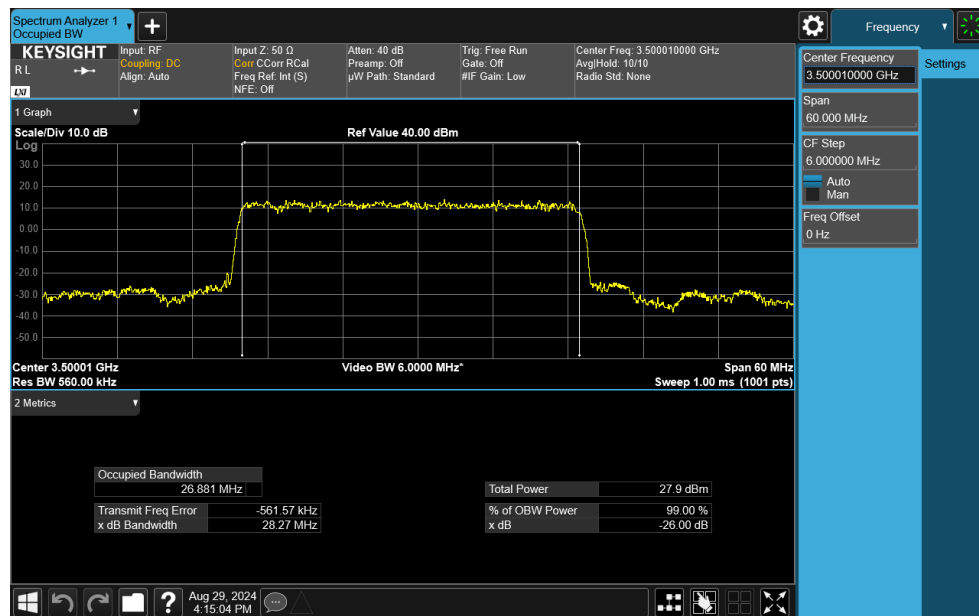 Spectrum Analyzer 1
Occupied BW
Frequency
KEYSIGHT
R L
LXI
Input: RF
Coupling: DC
Align: Auto
Input Z: 50 Ω
Corr CCorr RCal
Freq Ref: Int (S)
NFE: Off
Atten: 40 dB
Preamp: Off
µW Path: Standard
Trig: Free Run
Gate: Off
#IF Gain: Low
Center Freq: 3.500010000 GHz
Avg|Hold: 10/10
Radio Std: None
Center Frequency
3.500010000 GHz
Settings
Span
60.000 MHz
CF Step
6.000000 MHz
Auto
Man
Freq Offset
0 Hz
1 Graph
Scale/Div 10.0 dB
Ref Value 40.00 dBm
Log
30.0
20.0
10.0
0.00
-10.0
-20.0
-30.0
-40.0
-50.0
Center 3.50001 GHz
Video BW 6.0000 MHz*
Span 60 MHz
Res BW 560.00 kHz
Sweep 1.00 ms (1001 pts)
2 Metrics
Occupied Bandwidth
26.881 MHz
Total Power 27.9 dBm
Transmit Freq Error -561.57 kHz
% of OBW Power 99.00 %
x dB Bandwidth 28.27 MHz
x dB -26.00 dB
Aug 29, 2024
4:15:04 PM